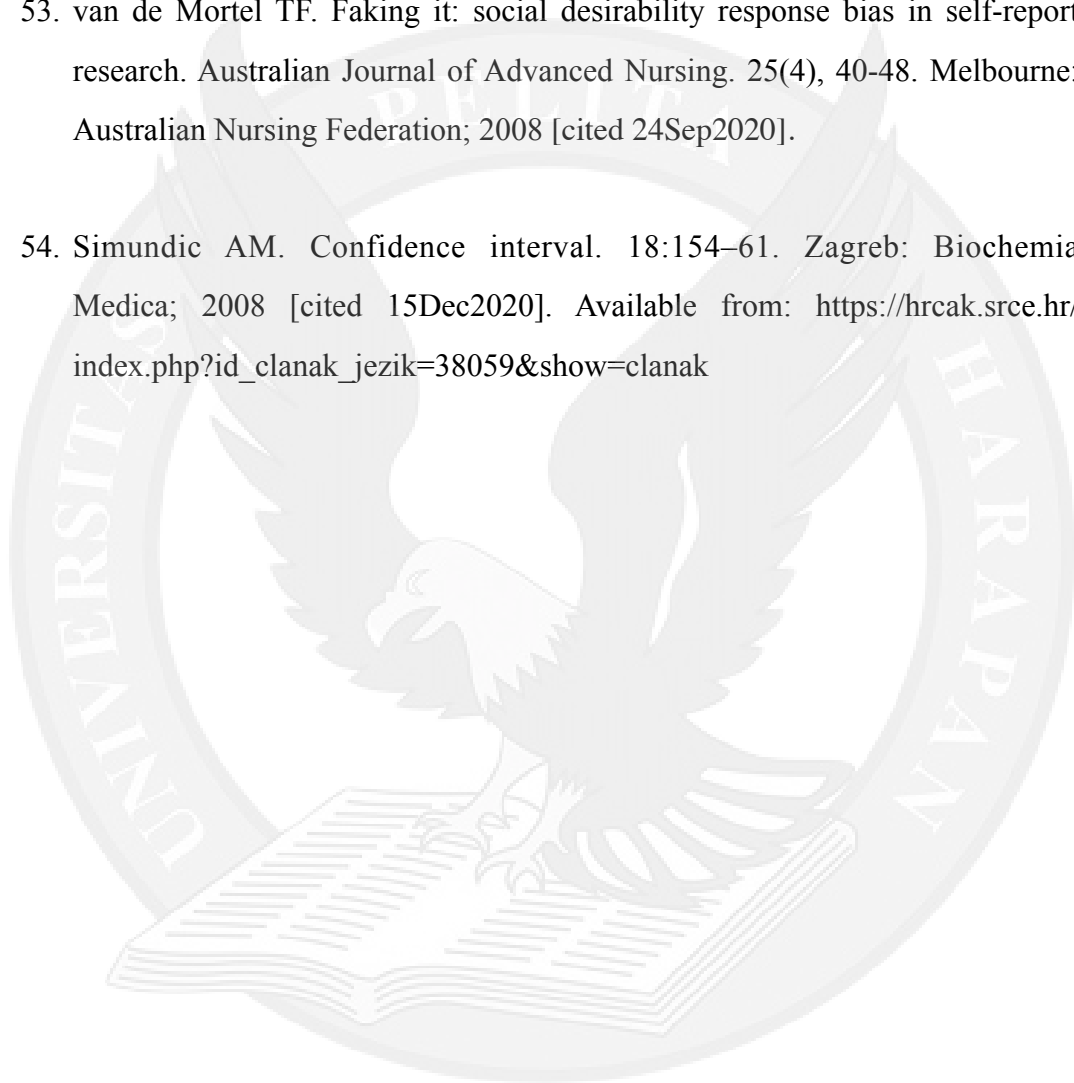 53. van de Mortel TF. Faking it: social desirability response bias in self-report
research. Australian Journal of Advanced Nursing. 25(4), 40-48. Melbourne:
Australian Nursing Federation; 2008 [cited 24Sep2020].
54. Simundic AM. Confidence interval. 18:154–61. Zagreb: Biochemia
Medica; 2008 [cited 15Dec2020]. Available from: https://hrcak.srce.hr/
index.php?id_clanak_jezik=38059&show=clanak
UNIVERSITAS PELITA HARAPAN